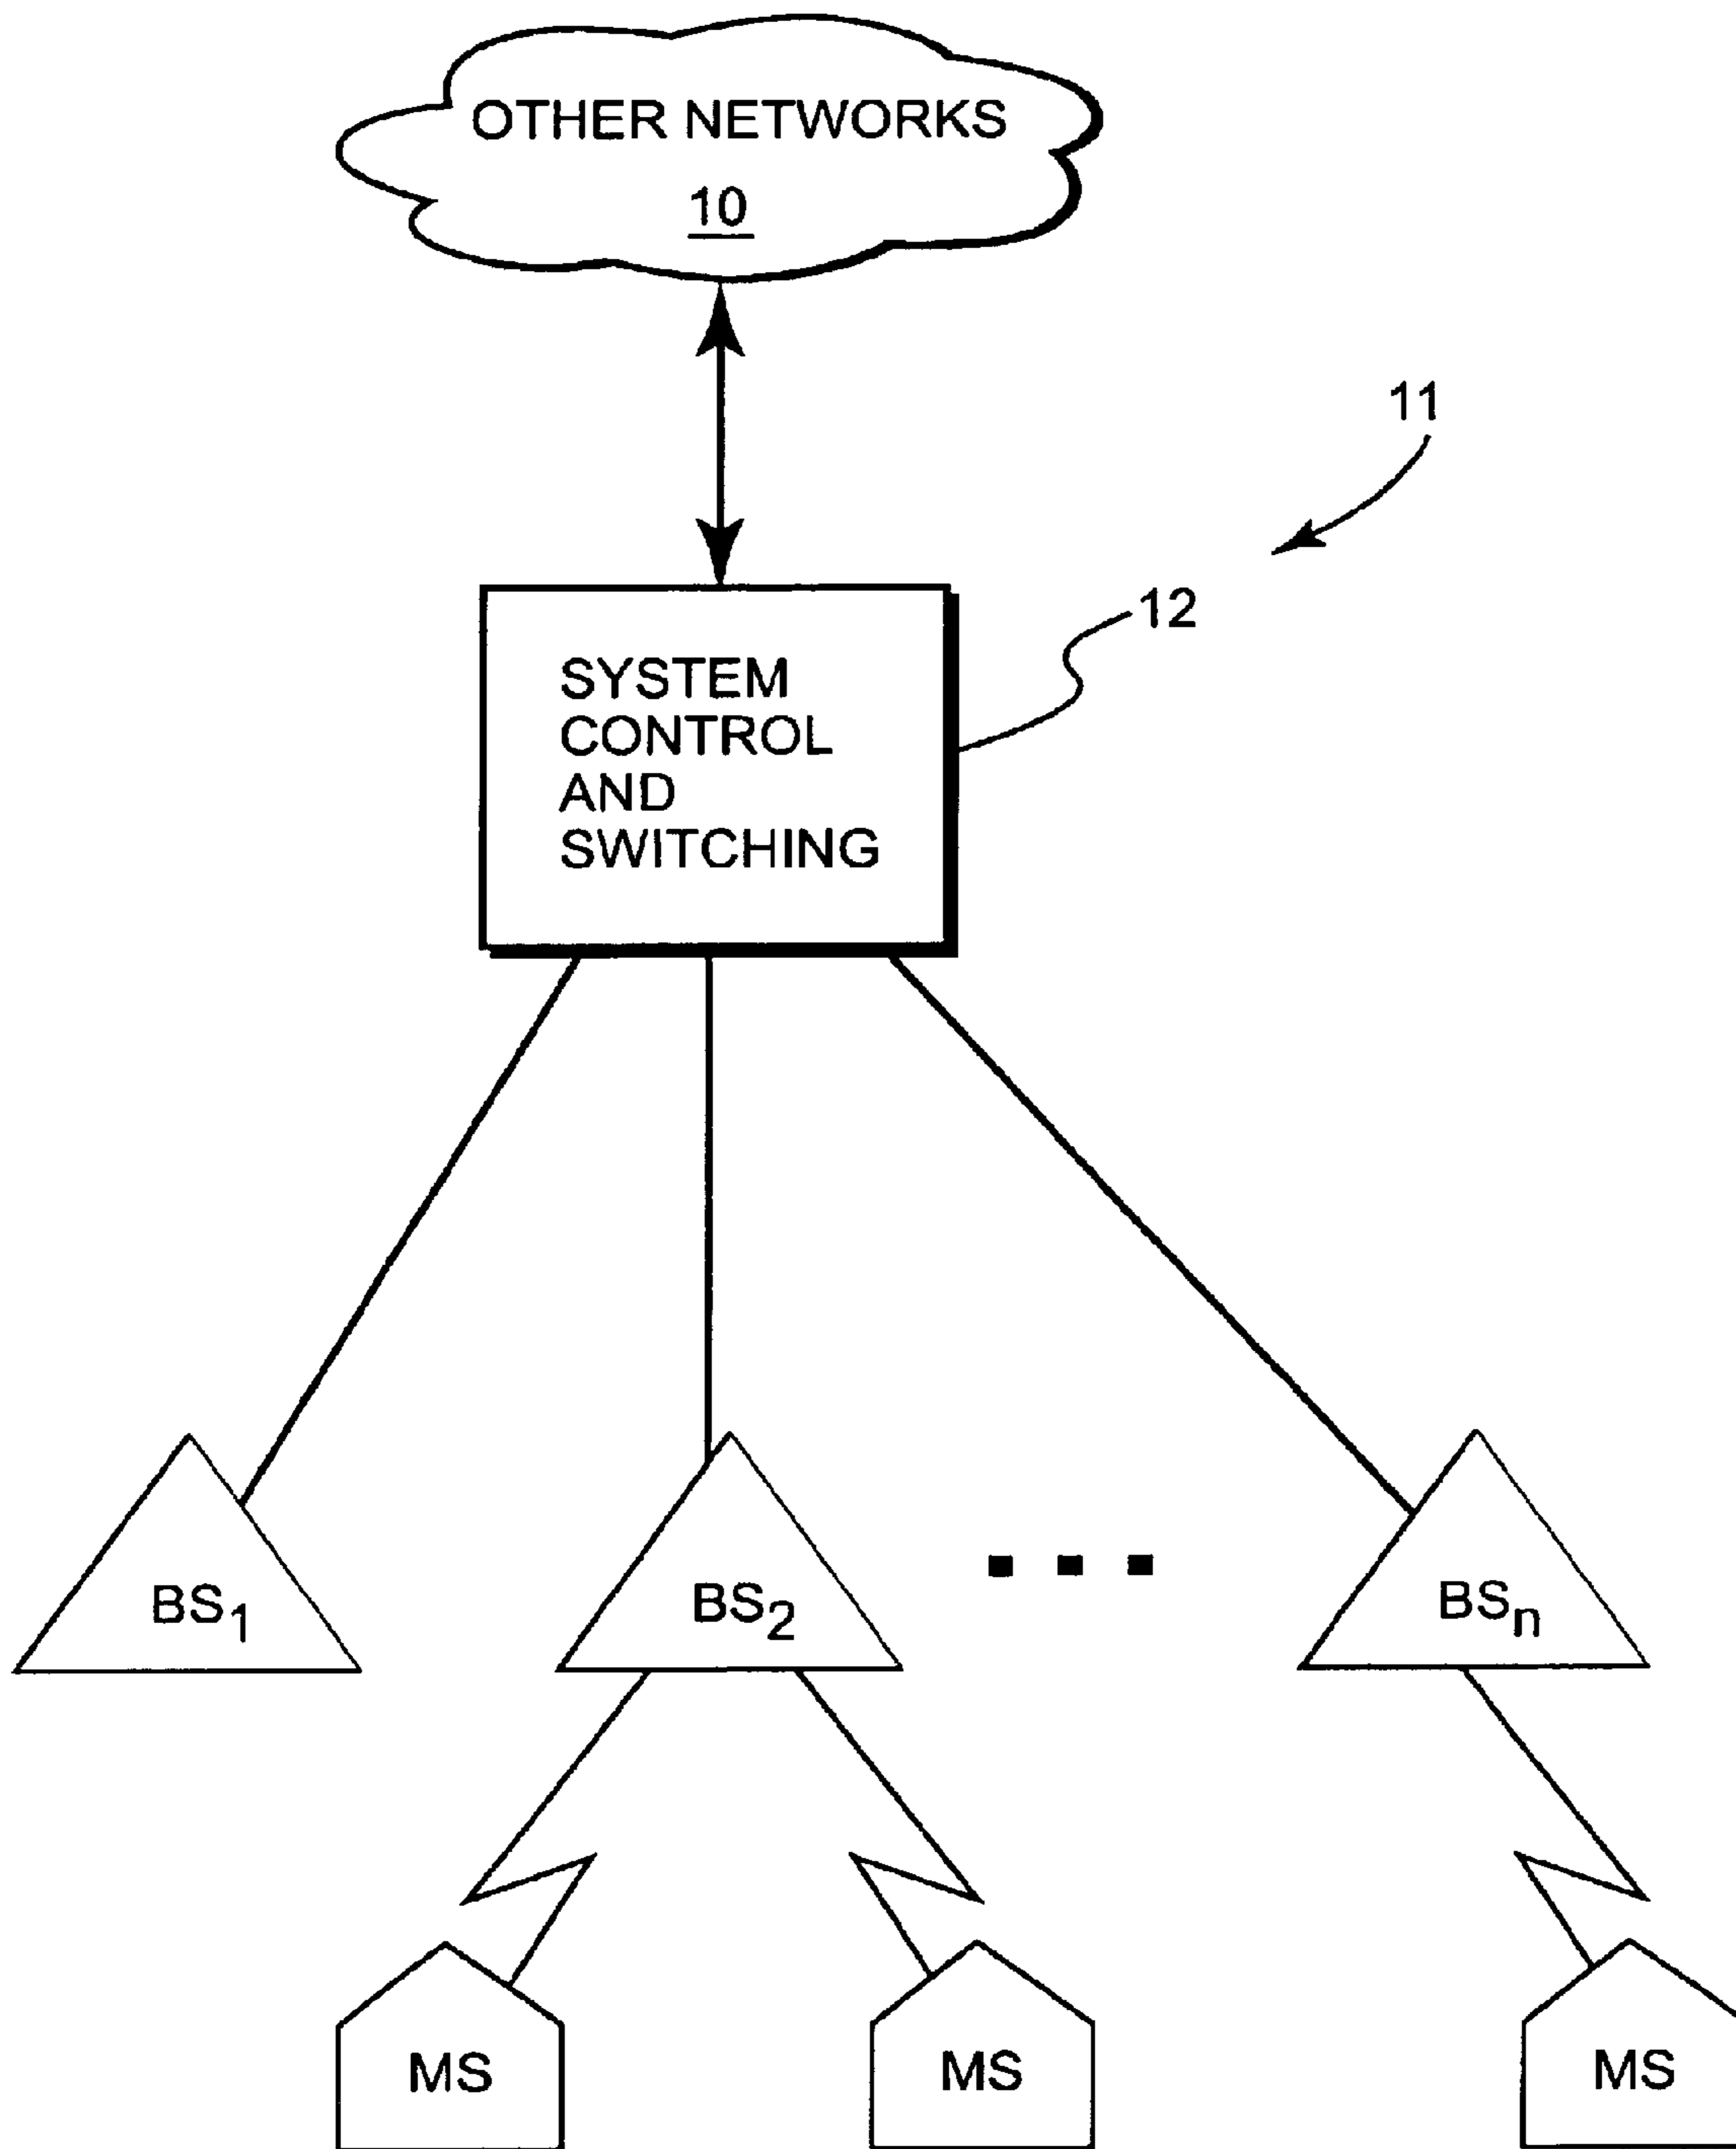 OTHER NETWORKS
10
11
12
SYSTEM
CONTROL
AND
SWITCHING
BS1
BS2
BSn
MS
MS
MS